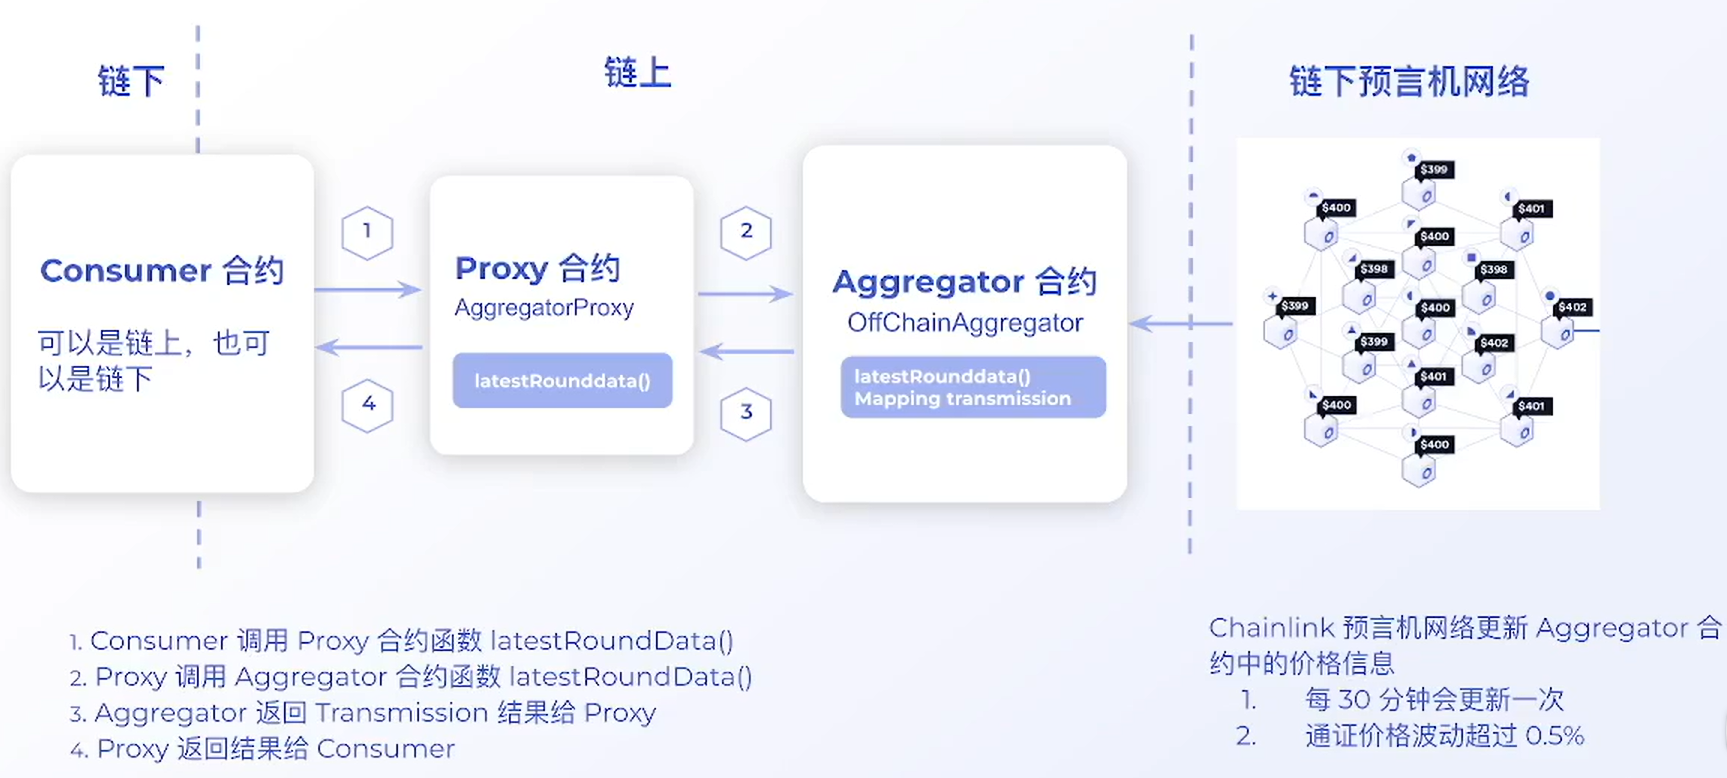 链下
链上
链下预言机网络
Consumer 合约
可以是链上，也可
以是链下
1
4
Proxy 合约
AggregatorProxy
latestRounddata()
2
3
Aggregator 合约
OffChainAggregator
latestRounddata()
Mapping transmission
$399
$400
$401
$400
$398
$398
$399
$400
$402
$399
$402
$401
$400
$401
$400
1. Consumer 调用 Proxy 合约函数 latestRoundData()
2. Proxy 调用 Aggregator 合约函数 latestRoundData()
3. Aggregator 返回 Transmission 结果给 Proxy
4. Proxy 返回结果给 Consumer
Chainlink 预言机网络更新 Aggregator 合
约中的价格信息
1. 每 30 分钟会更新一次
2. 通证价格波动超过 0.5%